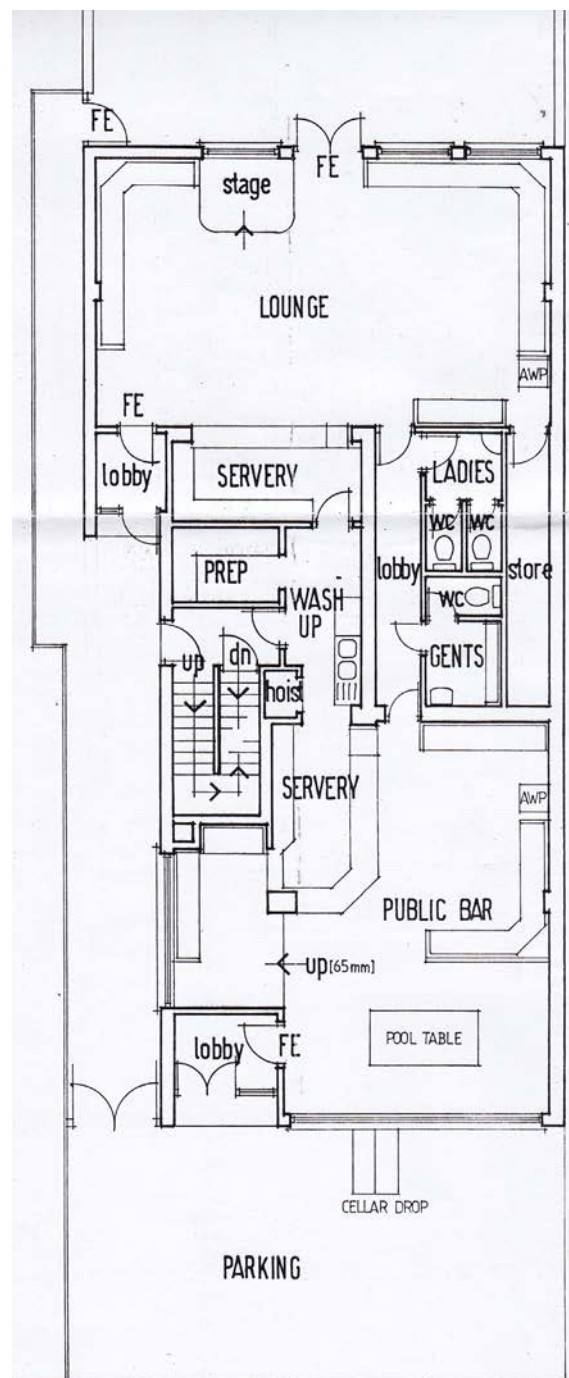 FE
FE
stage
LOUNGE
AWP
FE
lobby
SERVERY
LADIES
WC
WC
PREP
WASH
UP
lobby
store
WC
up
dn
GENTS
hoist
SERVERY
AWP
PUBLIC BAR
up[65mm]
POOL TABLE
lobby
FE
CELLAR DROP
PARKING